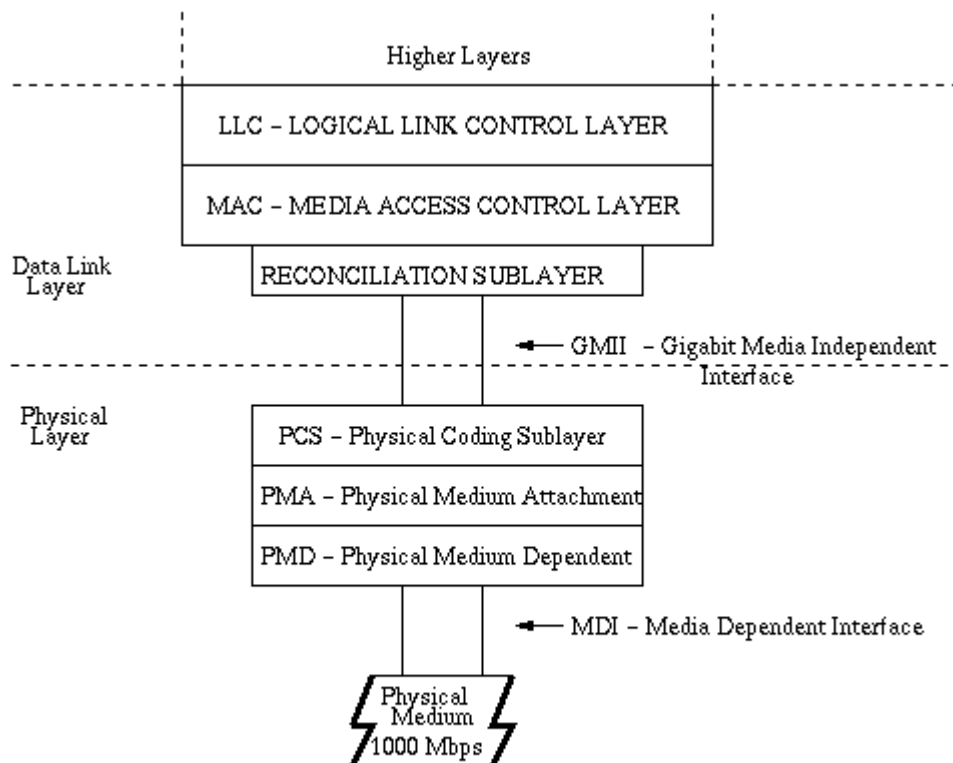 Higher Layers
LLC – LOGICAL LINK CONTROL LAYER
MAC – MEDIA ACCESS CONTROL LAYER
Data Link
Layer
RECONCILIATION SUBLAYER
GMII – Gigabit Media Independent
Interface
Physical
Layer
PCS – Physical Coding Sublayer
PMA – Physical Medium Attachment
PMD – Physical Medium Dependent
MDI – Media Dependent Interface
Physical
Medium
1000 Mbps